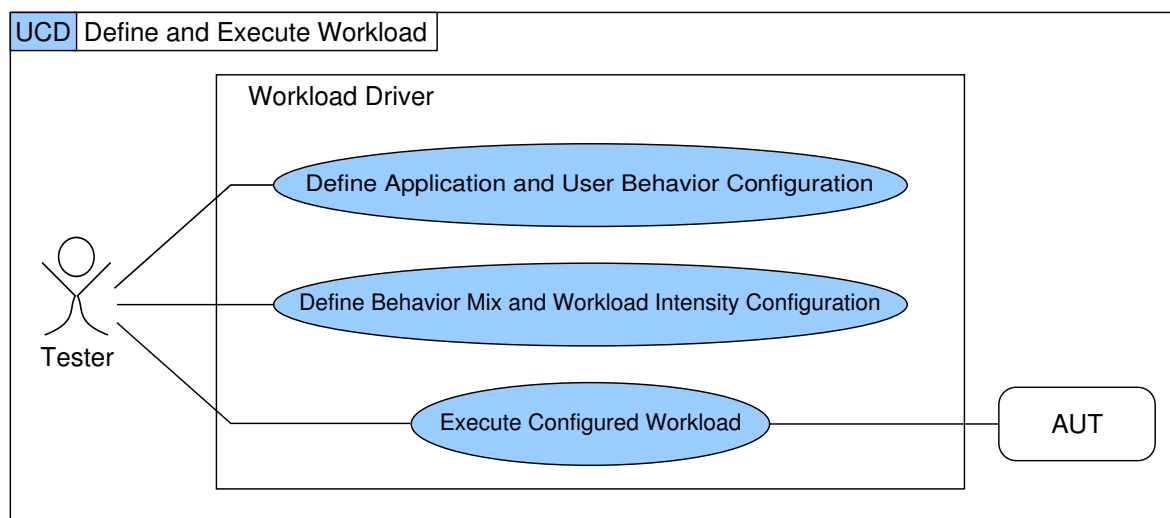 UCD Define and Execute Workload
Workload Driver
Define Application and User Behavior Configuration
Define Behavior Mix and Workload Intensity Configuration
Tester
Execute Configured Workload
AUT